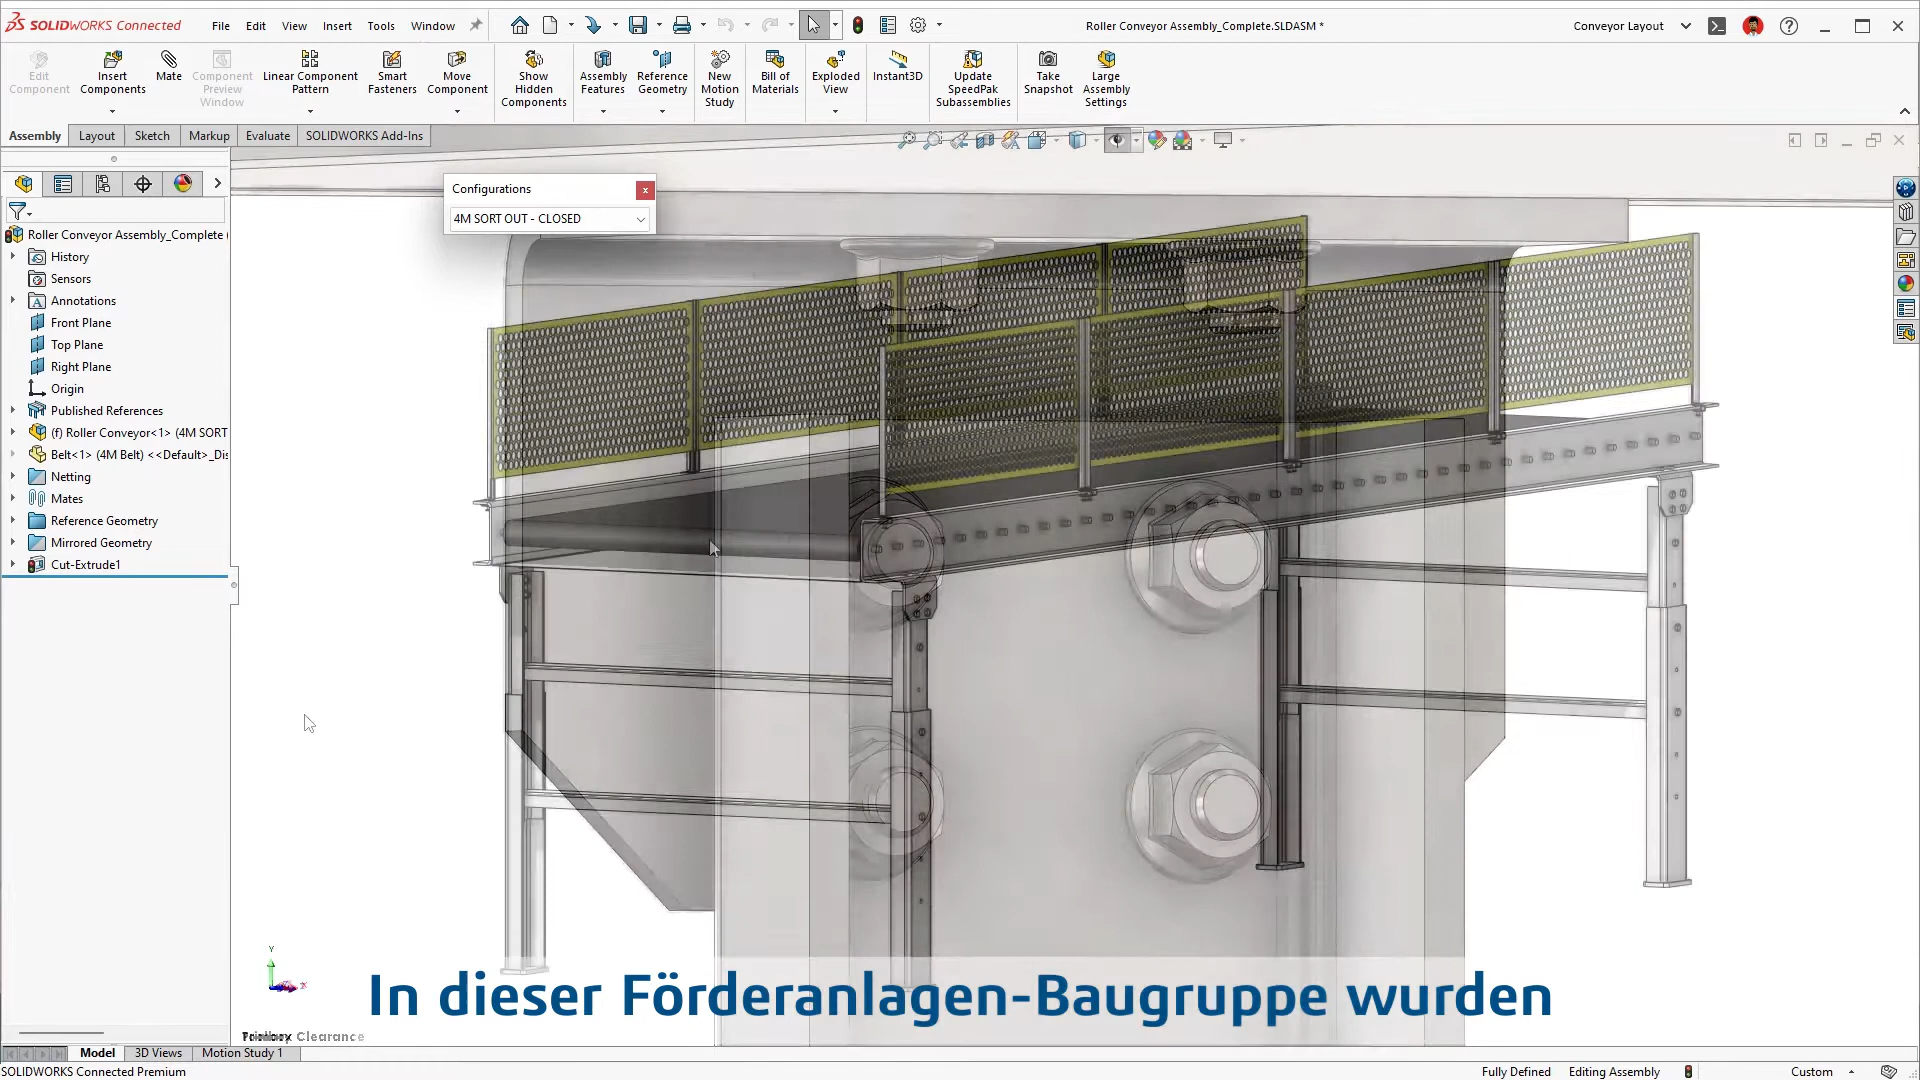 SOLIDWORKS Connected
File Edit View Insert Tools Window
Roller Conveyor Assembly_Complete.SLDASM *
Conveyor Layout
Edit Component
Insert Components
Mate
Component Preview Window
Linear Component Pattern
Smart Fasteners
Move Component
Show Hidden Components
Assembly Features
Reference Geometry
New Motion Study
Bill of Materials
Exploded View
Instant3D
Update SpeedPak Subassemblies
Take Snapshot
Large Assembly Settings
Assembly Layout Sketch Markup Evaluate SOLIDWORKS Add-Ins
Configurations
4M SORT OUT - CLOSED
Roller Conveyor Assembly_Complete (
History
Sensors
Annotations
Front Plane
Top Plane
Right Plane
Origin
Published References
(f) Roller Conveyor<1> (4M SORT
Belt<1> (4M Belt) <<Default>_Dis
Netting
Mates
Reference Geometry
Mirrored Geometry
Cut-Extrude1
Y
X
In dieser Förderanlagen-Baugruppe wurden
Clearance
Model 3D Views Motion Study 1
SOLIDWORKS Connected Premium
Fully Defined Editing Assembly Custom